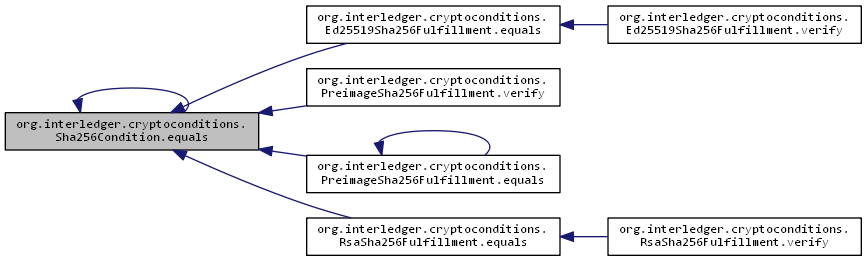 org.interledger.cryptoconditions.
Ed25519Sha256Fulfillment.equals
org.interledger.cryptoconditions.
Ed25519Sha256Fulfillment.verify
org.interledger.cryptoconditions.
PreimageSha256Fulfillment.verify
org.interledger.cryptoconditions.
Sha256Condition.equals
org.interledger.cryptoconditions.
PreimageSha256Fulfillment.equals
org.interledger.cryptoconditions.
RsaSha256Fulfillment.equals
org.interledger.cryptoconditions.
RsaSha256Fulfillment.verify